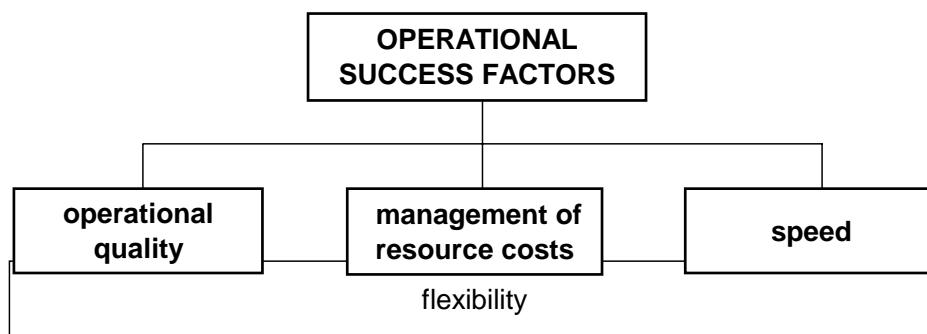 OPERATIONAL
SUCCESS FACTORS
operational
quality
management of
resource costs
speed
flexibility